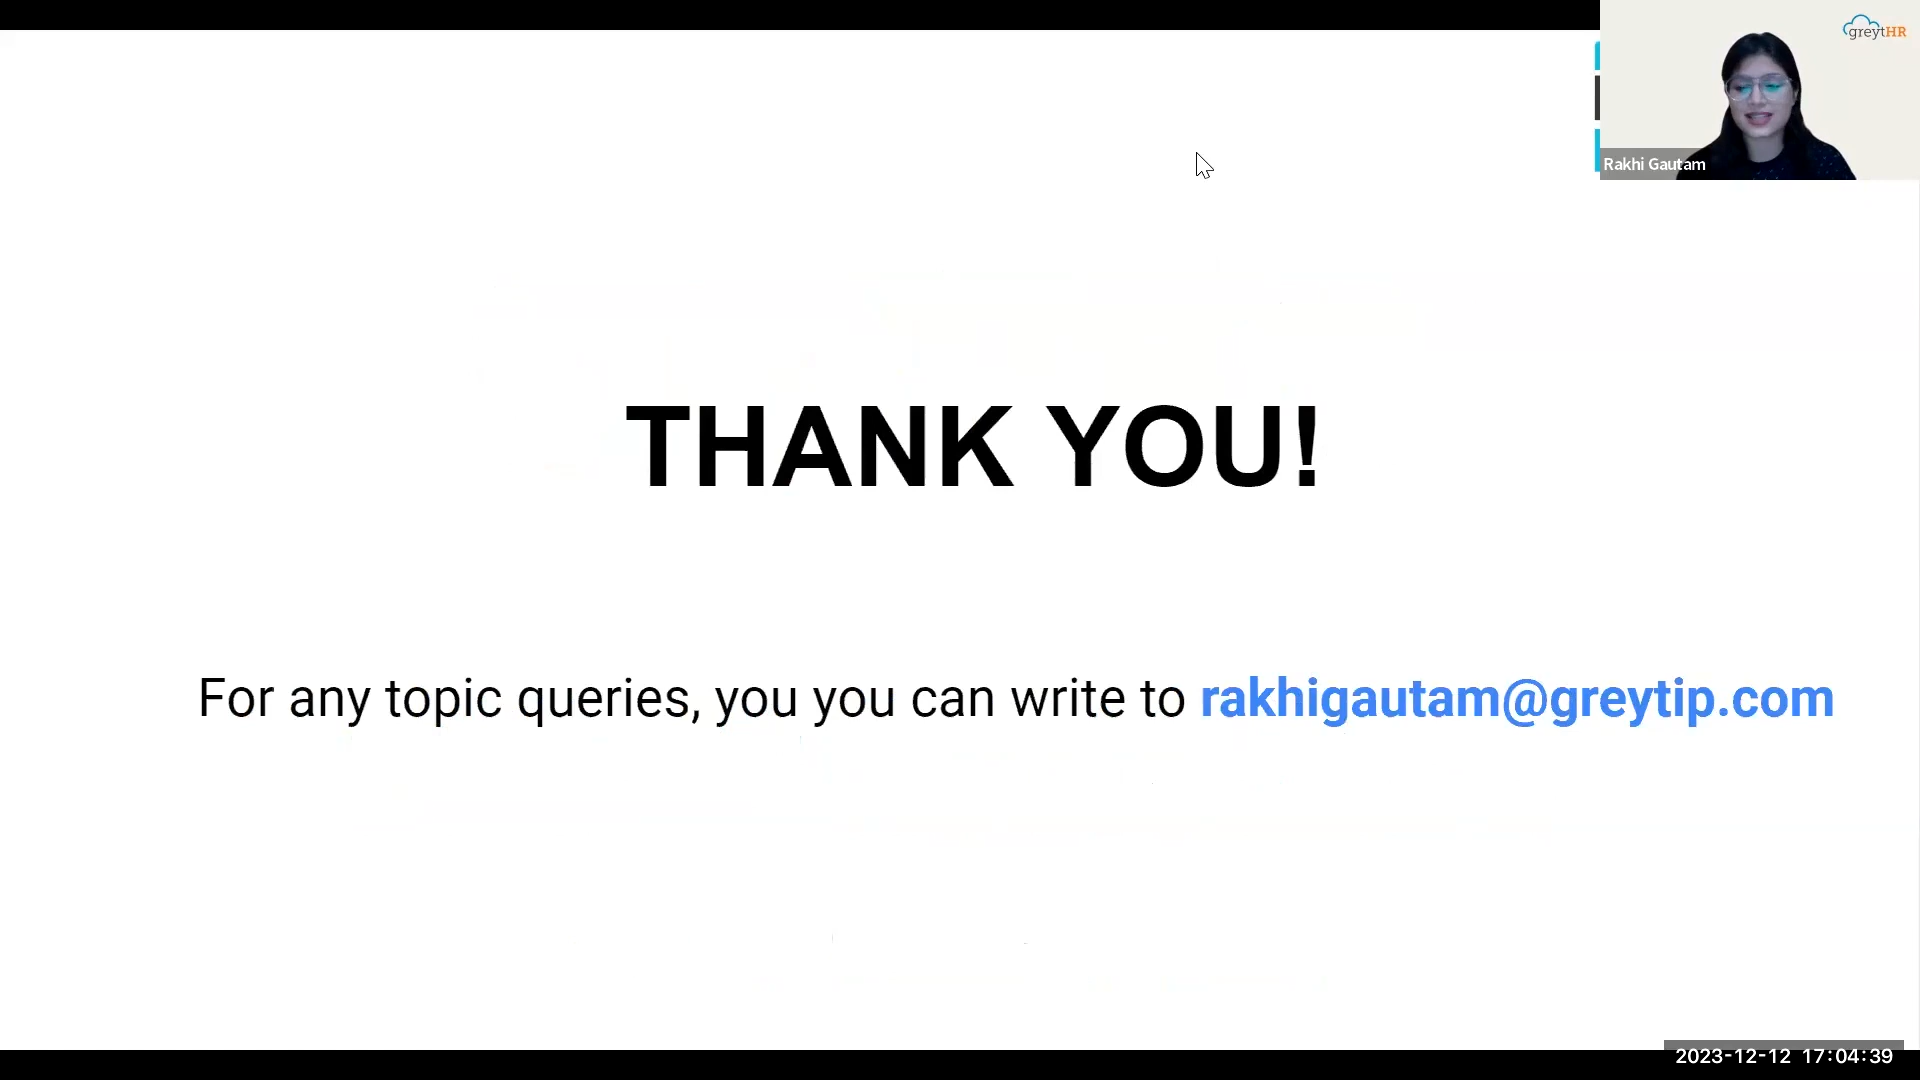 greytHR
Rakhi Gautam
THANK YOU!
For any topic queries, you you can write to rakhigautam@greytip.com
2023-12-12 17:04:39